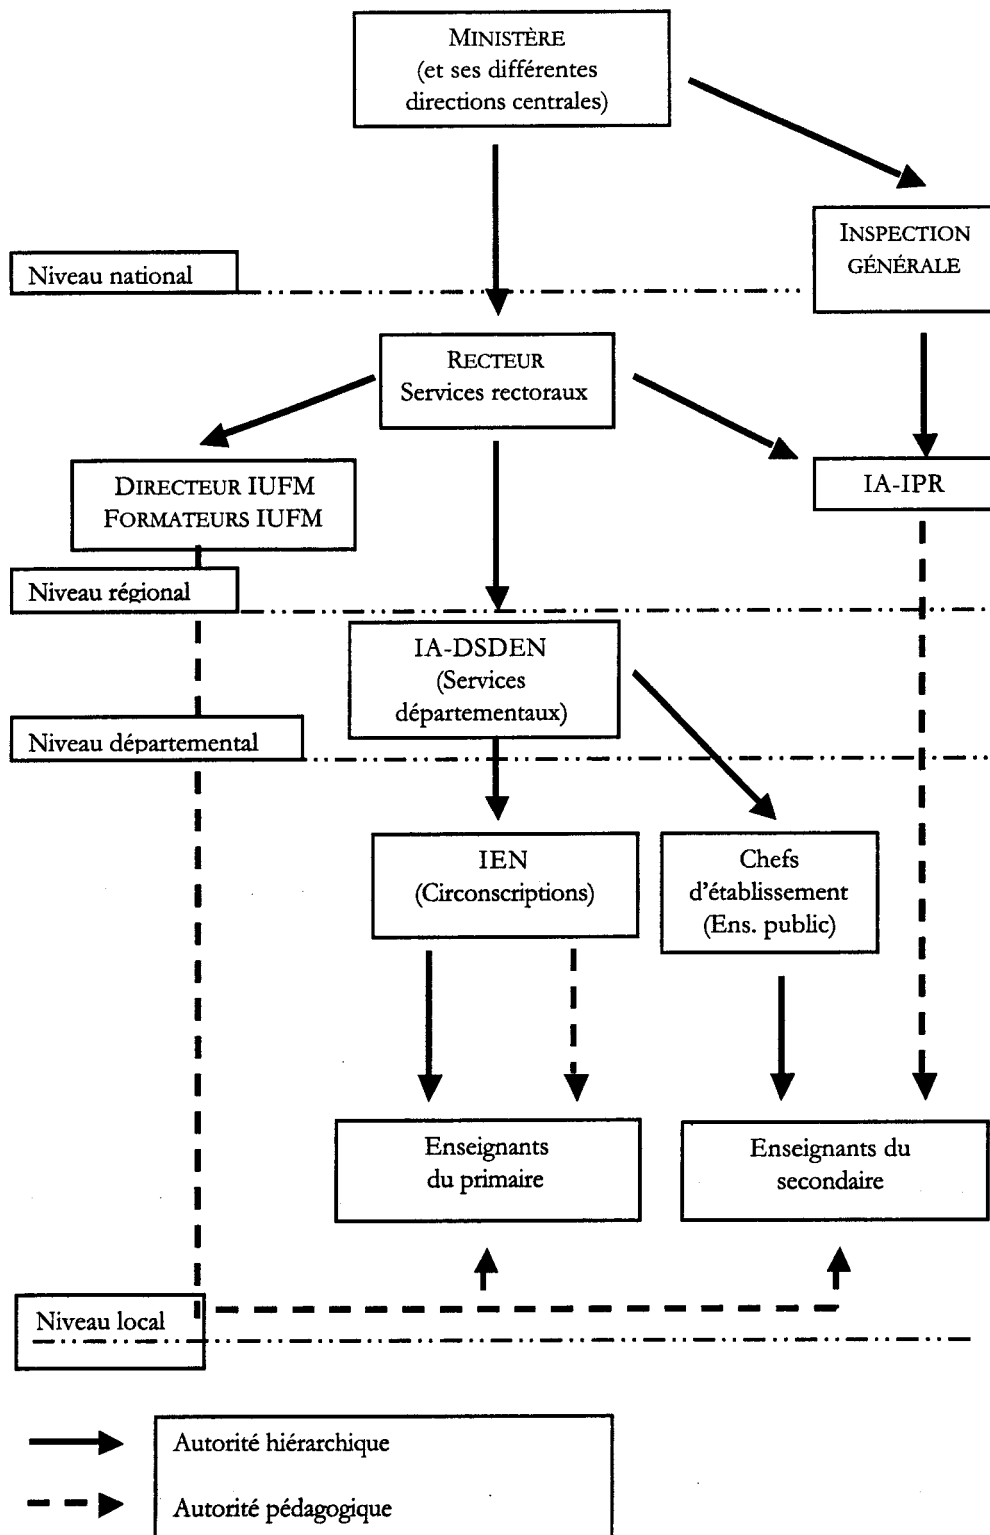 MINISTÈRE
(et ses différentes
directions centrales)
INSPECTION
GÉNÉRALE
Niveau national
RECTEUR
Services rectoraux
DIRECTEUR IUFM
FORMATEURS IUFM
IA-IPR
Niveau régional
IA-DSDEN
(Services
départementaux)
Niveau départemental
IEN
(Circonscriptions)
Chefs
d'établissement
(Ens. public)
Enseignants
du primaire
Enseignants du
secondaire
Niveau local
Autorité hiérarchique
Autorité pédagogique